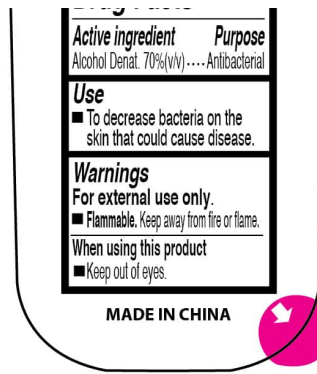 Drug Facts
Active ingredient Purpose
Alcohol Denat. 70%(v/v) ···· Antibacterial
Use
■ To decrease bacteria on the
skin that could cause disease.
Warnings
For external use only.
■ Flammable. Keep away from fire or flame.
When using this product
■ Keep out of eyes.
MADE IN CHINA